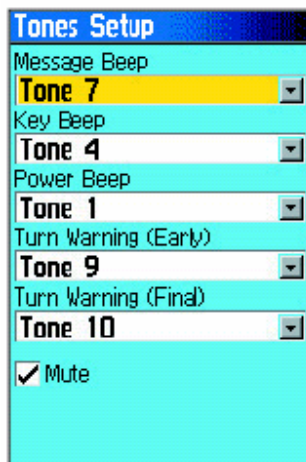 Tones Setup
Message Beep
Tone 7
Key Beep
Tone 4
Power Beep
Tone 1
Turn Warning (Early)
Tone 9
Turn Warning (Final)
Tone 10
Mute